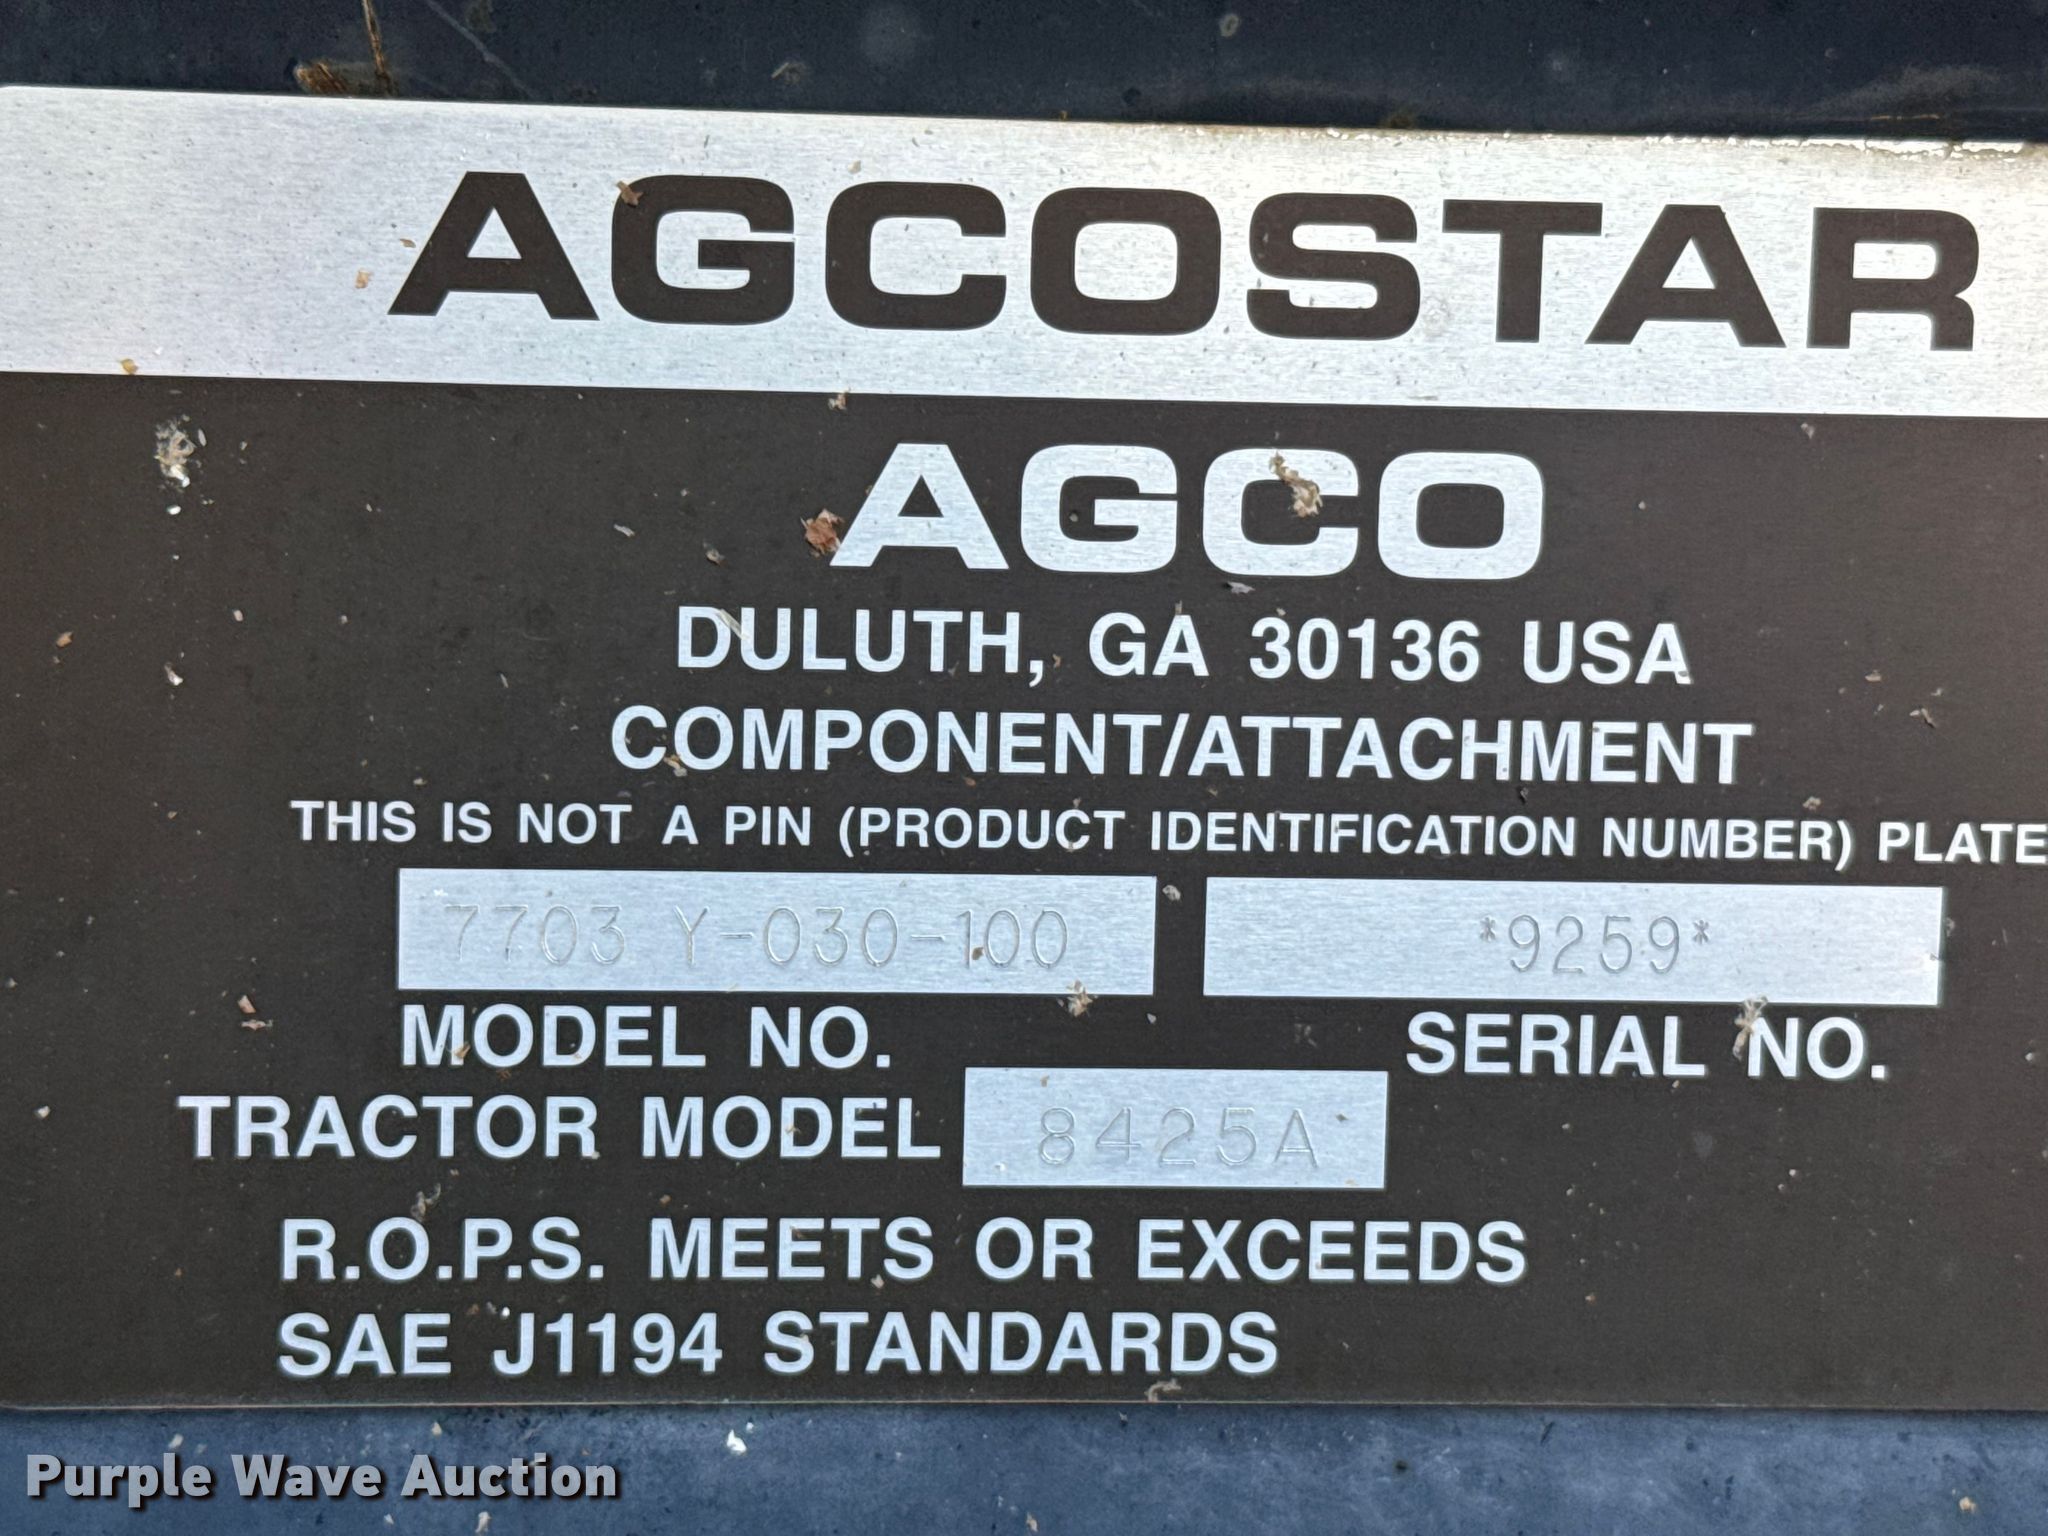 AGCOSTAR
AGCO
DULUTH, GA 30136 USA
COMPONENT/ATTACHMENT
THIS IS NOT A PIN (PRODUCT IDENTIFICATION NUMBER) PLATE
7703 Y-030-100 *9259*
MODEL NO. SERIAL NO.
TRACTOR MODEL 8425A
R.O.P.S. MEETS OR EXCEEDS
SAE J1194 STANDARDS
Purple Wave Auction